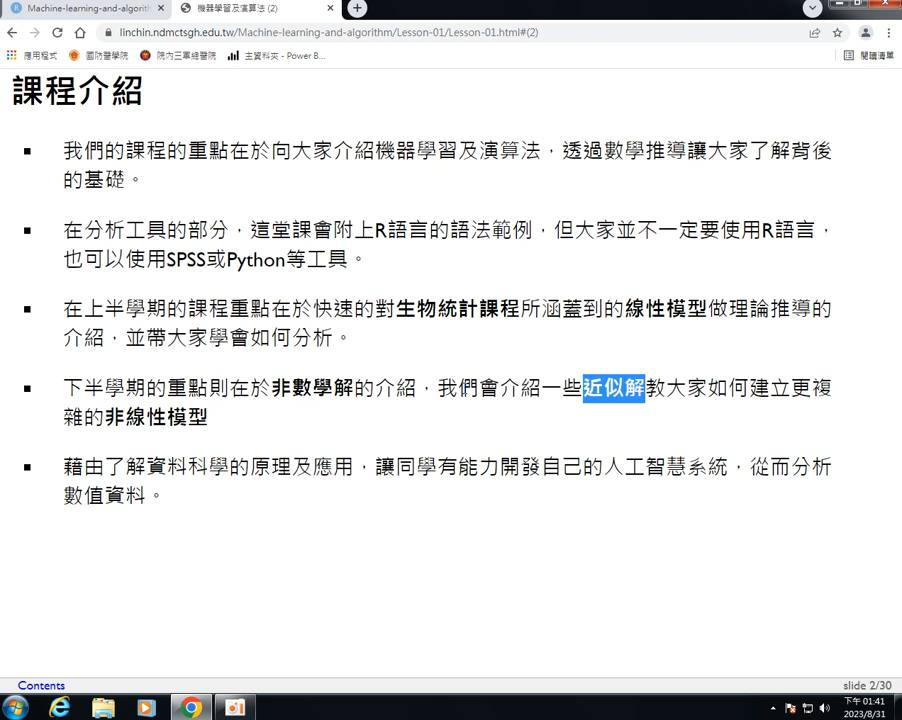 Machine-learning-and-algorith
機器學習及演算法 (2)
linchin.ndmctsgh.edu.tw/Machine-learning-and-algorithm/Lesson-01/Lesson-01.html#(2)
應用程式 國防醫學院 院內三軍總醫院 主資料夾 - Power B... 閱讀清單
課程介紹
我們的課程的重點在於向大家介紹機器學習及演算法，透過數學推導讓大家了解背後
的基礎。
在分析工具的部分，這堂課會附上R語言的語法範例，但大家並不一定要使用R語言，
也可以使用SPSS或Python等工具。
在上半學期的課程重點在於快速的對生物統計課程所涵蓋到的線性模型做理論推導的
介紹，並帶大家學會如何分析。
下半學期的重點則在於非數學解的介紹，我們會介紹一些近似解教大家如何建立更複
雜的非線性模型
藉由了解資料科學的原理及應用，讓同學有能力開發自己的人工智慧系統，從而分析
數值資料。
Contents
slide 2/30
下午 01:41
2023/8/31